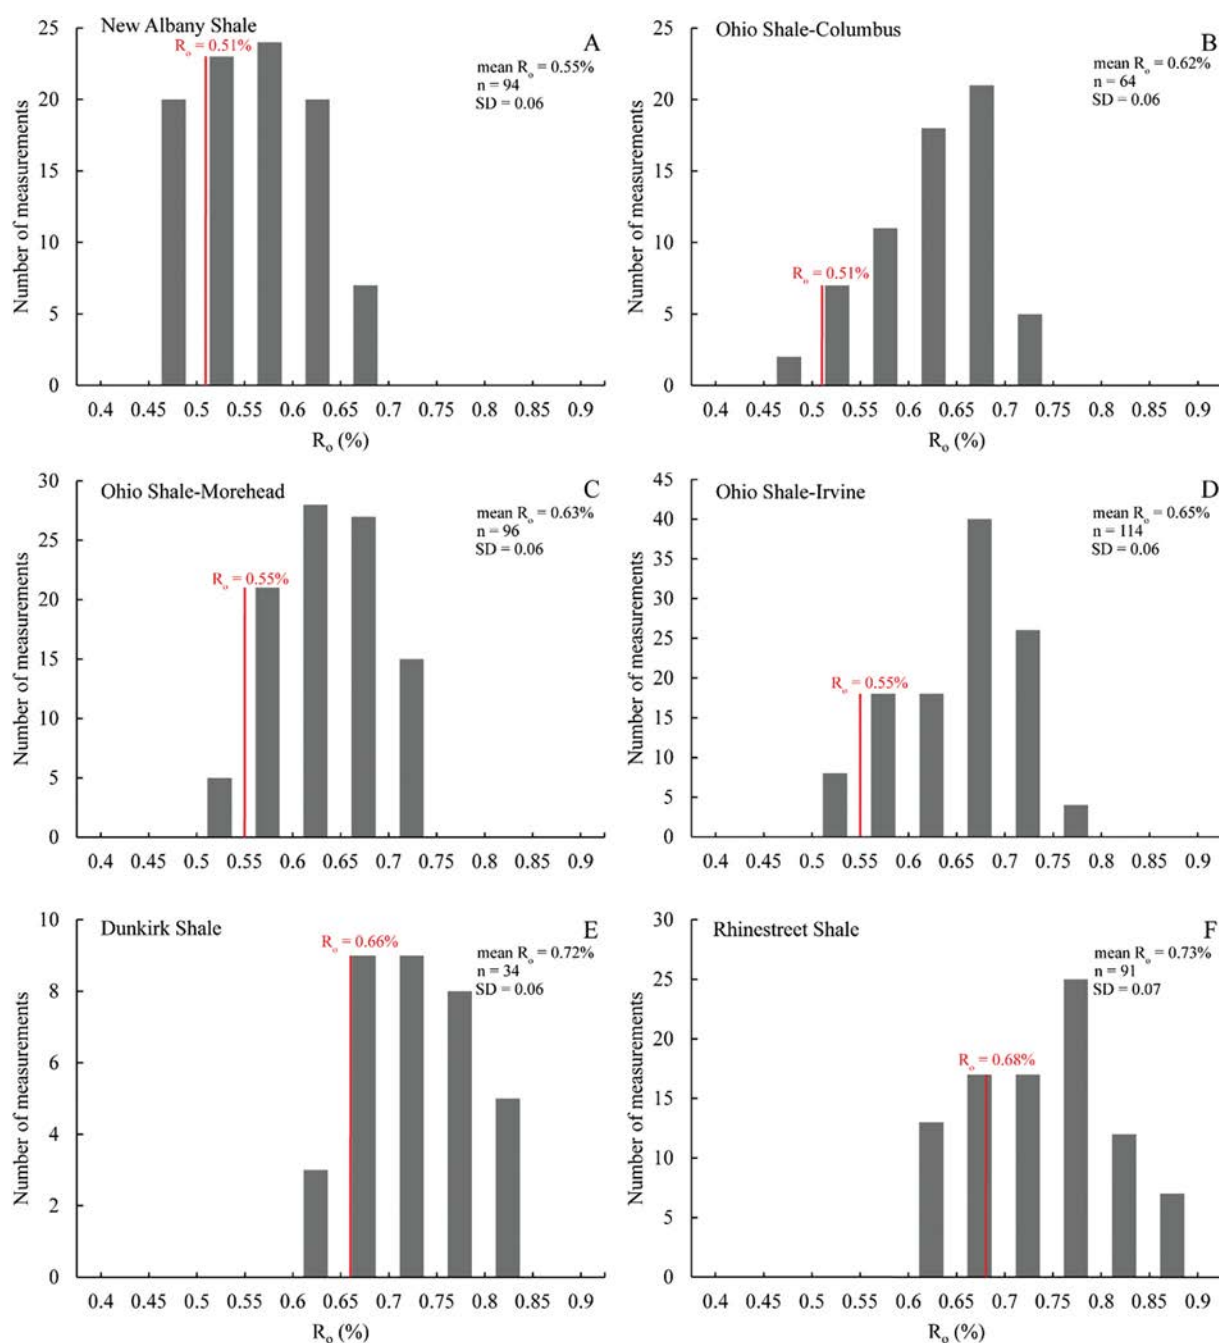 New Albany Shale
A
R_o = 0.51%
mean R_o = 0.55%
n = 94
SD = 0.06
Number of measurements
25
20
15
10
5
0
0.4 0.45 0.5 0.55 0.6 0.65 0.7 0.75 0.8 0.85 0.9
R_o (%)
Ohio Shale-Columbus
B
mean R_o = 0.62%
n = 64
SD = 0.06
R_o = 0.51%
Number of measurements
25
20
15
10
5
0
0.4 0.45 0.5 0.55 0.6 0.65 0.7 0.75 0.8 0.85 0.9
R_o (%)
Ohio Shale-Morehead
C
mean R_o = 0.63%
n = 96
SD = 0.06
R_o = 0.55%
Number of measurements
30
25
20
15
10
5
0
0.4 0.45 0.5 0.55 0.6 0.65 0.7 0.75 0.8 0.85 0.9
Ohio Shale-Irvine
D
mean R_o = 0.65%
n = 114
SD = 0.06
R_o = 0.55%
Number of measurements
45
40
35
30
25
20
15
10
5
0
0.4 0.45 0.5 0.55 0.6 0.65 0.7 0.75 0.8 0.85 0.9
Dunkirk Shale
E
R_o = 0.66%
mean R_o = 0.72%
n = 34
SD = 0.06
Number of measurements
10
8
6
4
2
0
0.4 0.45 0.5 0.55 0.6 0.65 0.7 0.75 0.8 0.85 0.9
R_o (%)
Rhinestreet Shale
F
mean R_o = 0.73%
n = 91
SD = 0.07
R_o = 0.68%
Number of measurements
30
25
20
15
10
5
0
0.4 0.45 0.5 0.55 0.6 0.65 0.7 0.75 0.8 0.85 0.9
R_o (%)